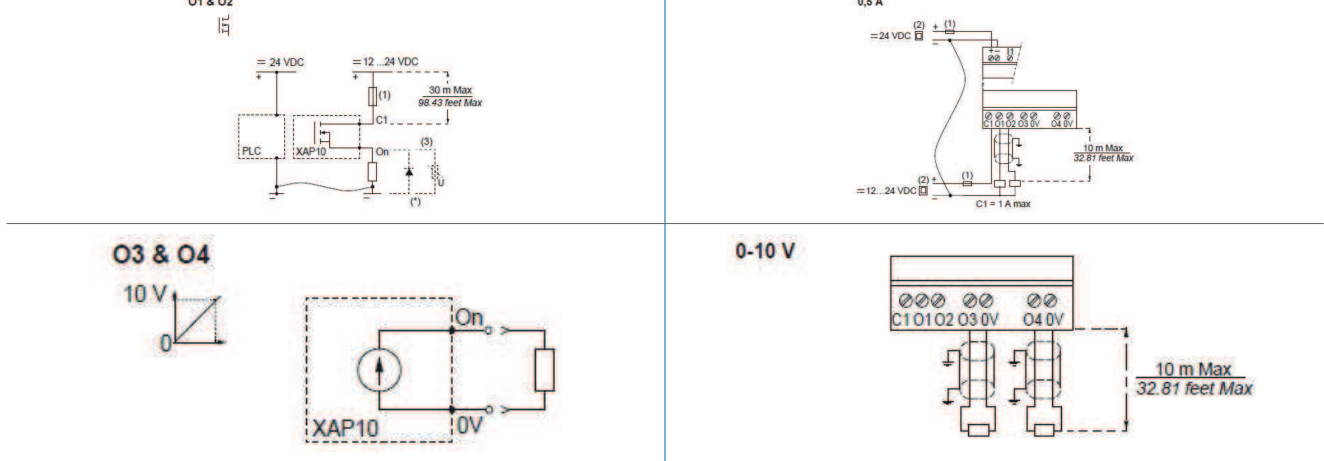 O1 & O2
= 24 VDC
+
= 12 ...24 VDC
+
(1)
30 m Max
98.43 feet Max
C1
PLC
XAP10
On
(3)
U
(*)
–
–
0,5 A
(2)
+
(1)
= 24 VDC
–
+ –
I1
C1 O1 O2 O3 0V O4 0V
10 m Max
32.81 feet Max
(2)
+
(1)
=12...24 VDC
–
C1 = 1 A max
O3 & O4
10 V
0
On
XAP10
0V
0-10 V
C1 O1 O2 O3 0V O4 0V
10 m Max
32.81 feet Max